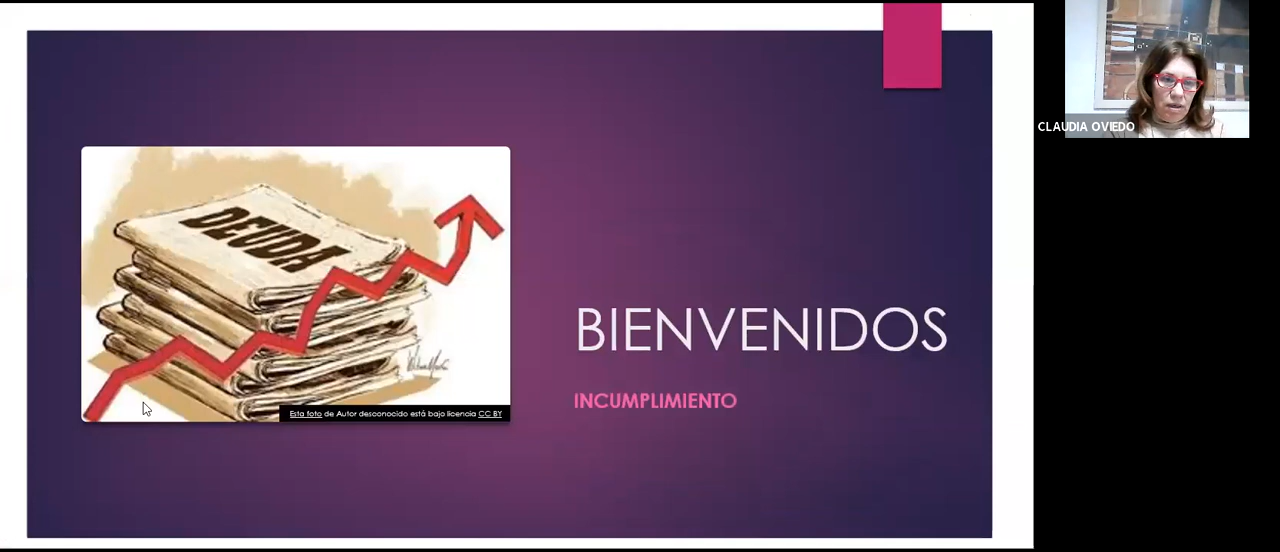 DEUDA
Esta foto de Autor desconocido está bajo licencia CC BY
BIENVENIDOS
INCUMPLIMIENTO
CLAUDIA OVIEDO